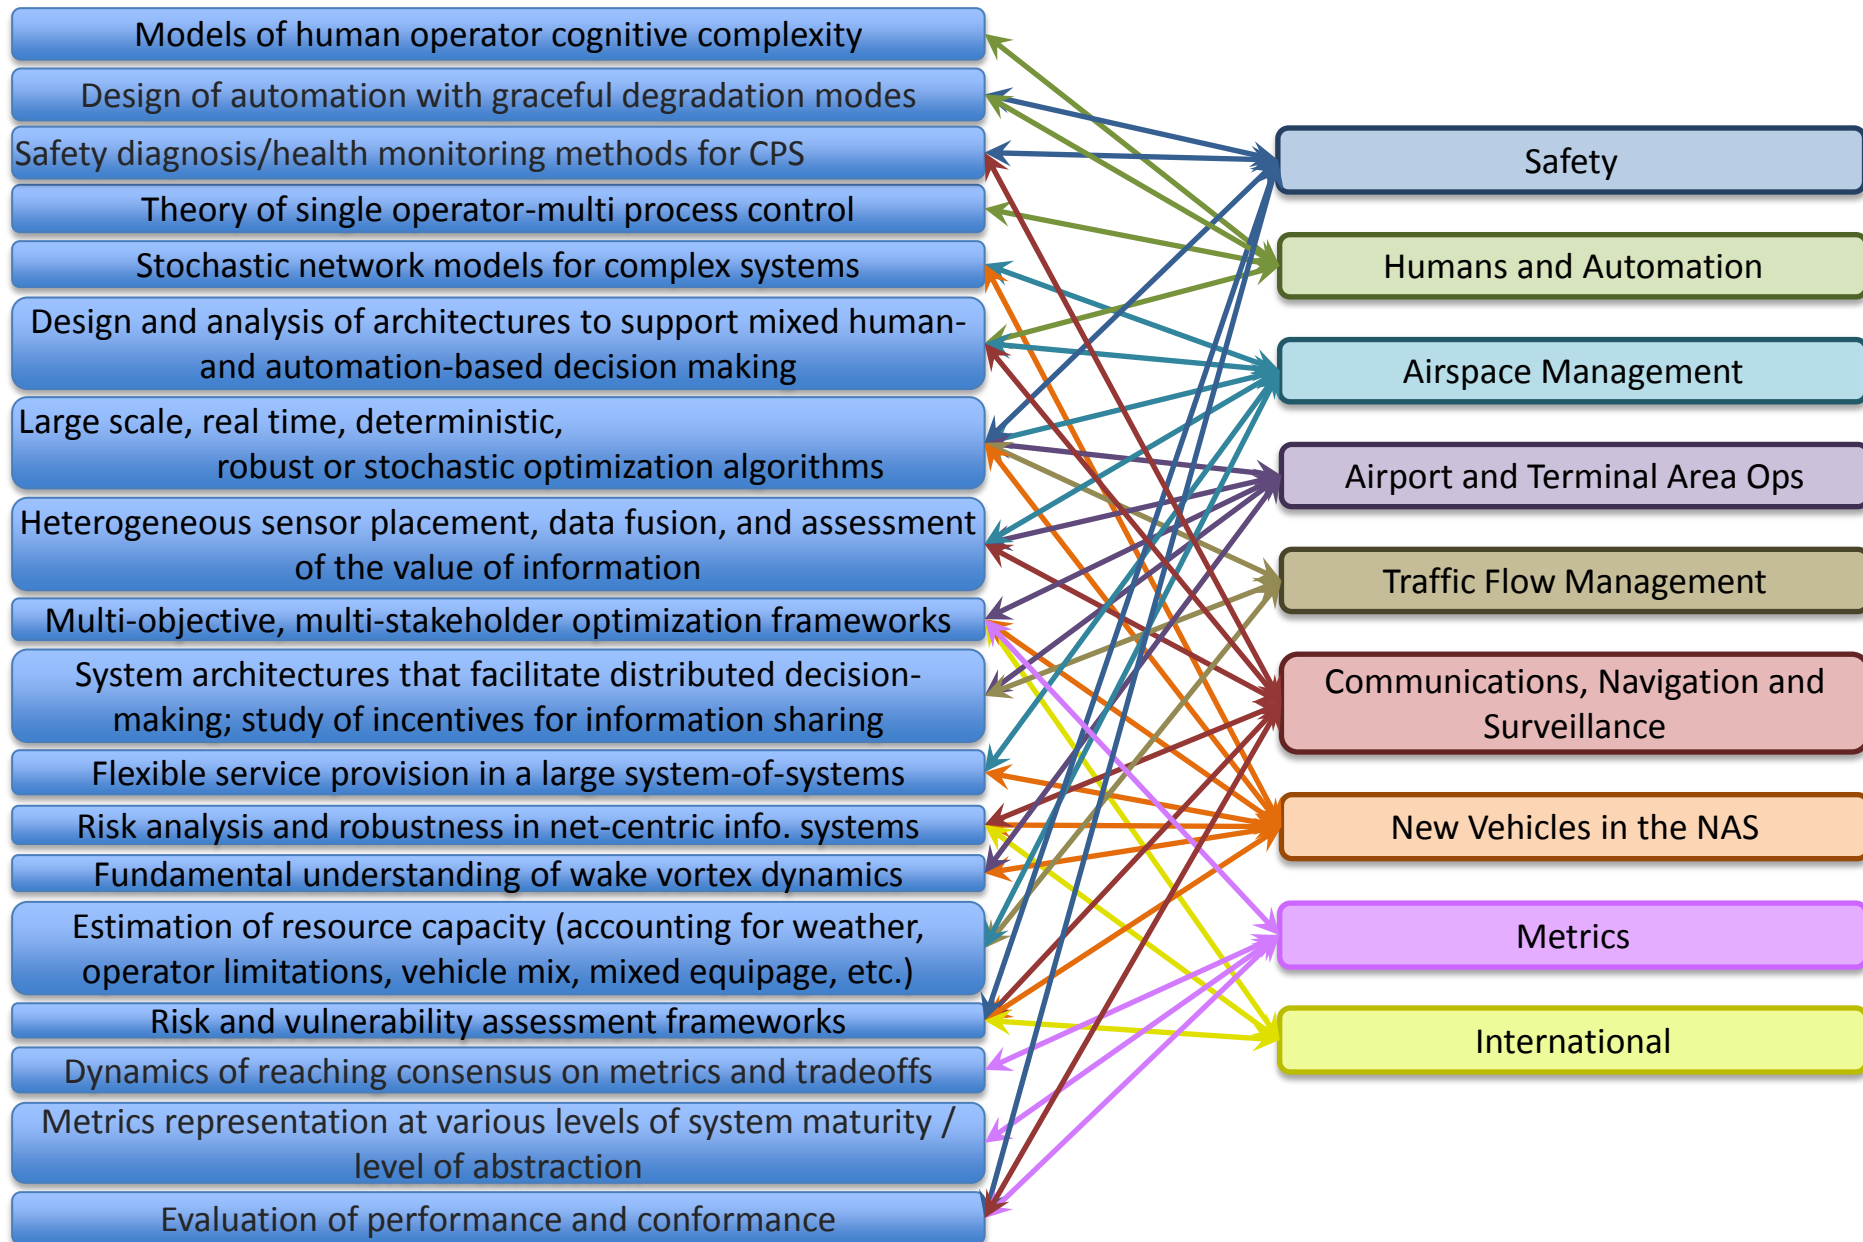 Models of human operator cognitive complexity
Design of automation with graceful degradation modes
Safety diagnosis/health monitoring methods for CPS
Theory of single operator-multi process control
Stochastic network models for complex systems
Design and analysis of architectures to support mixed human-
and automation-based decision making
Large scale, real time, deterministic,
robust or stochastic optimization algorithms
Heterogeneous sensor placement, data fusion, and assessment
of the value of information
Multi-objective, multi-stakeholder optimization frameworks
System architectures that facilitate distributed decision-
making; study of incentives for information sharing
Flexible service provision in a large system-of-systems
Risk analysis and robustness in net-centric info. systems
Fundamental understanding of wake vortex dynamics
Estimation of resource capacity (accounting for weather,
operator limitations, vehicle mix, mixed equipage, etc.)
Risk and vulnerability assessment frameworks
Dynamics of reaching consensus on metrics and tradeoffs
Metrics representation at various levels of system maturity /
level of abstraction
Evaluation of performance and conformance
Safety
Humans and Automation
Airspace Management
Airport and Terminal Area Ops
Traffic Flow Management
Communications, Navigation and
Surveillance
New Vehicles in the NAS
Metrics
International